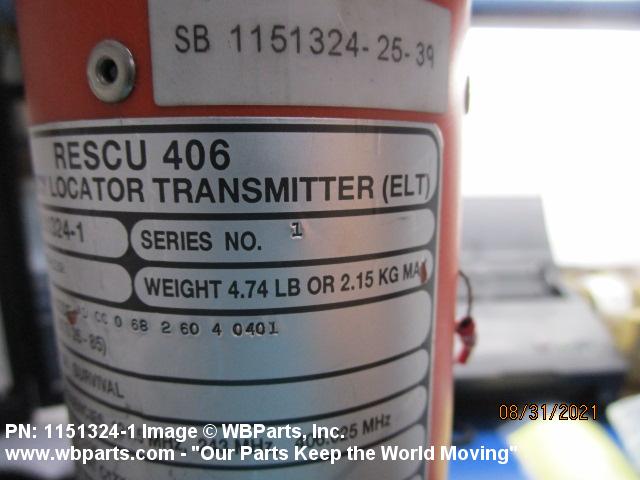 SB 1151324-25-39
RESCU 406
LOCATOR TRANSMITTER (ELT)
324-1
SERIES NO. 1
WEIGHT 4.74 LB OR 2.15 KG MAX
CC 0 68 2 60 4 0401
-85)
SURVIVAL
MHz
08/31/2021
PN: 1151324-1 Image © WBParts, Inc.
www.wbparts.com - "Our Parts Keep the World Moving"